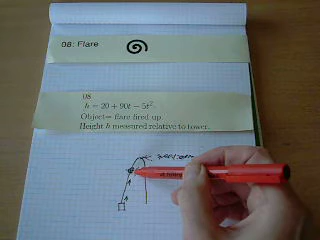 08: Flare
08
h = 20 + 90t − 5t².
Object= flare fired up.
Height h measured relative to tower.